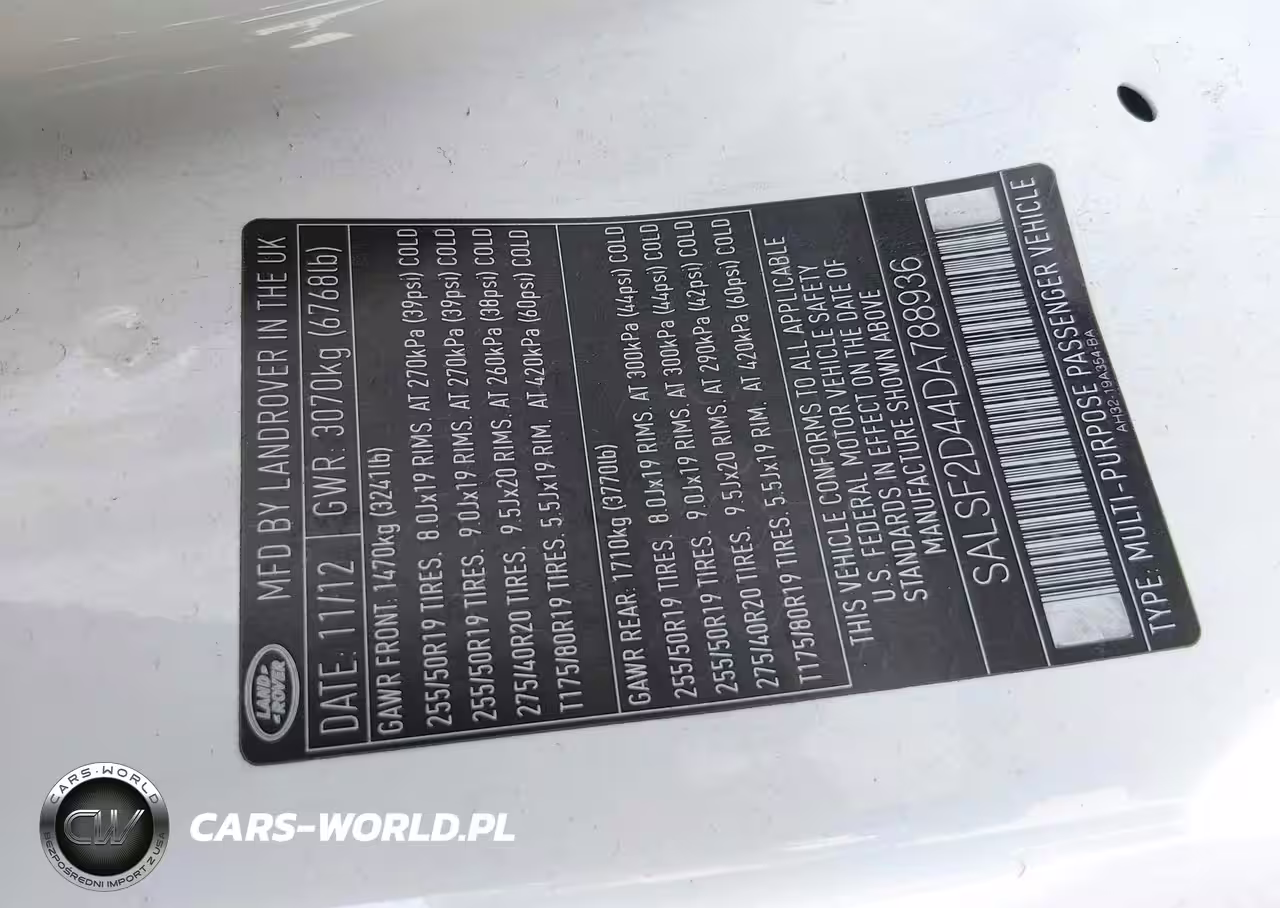 LAND ROVER
MFD BY LANDROVER IN THE UK
DATE: 11/12 GWR: 3070kg (6768lb)
GAWR FRONT: 1470kg (3241lb)
255/50R19 TIRES. 8.0Jx19 RIMS. AT 270kPa (39psi) COLD
255/50R19 TIRES. 9.0Jx19 RIMS. AT 270kPa (39psi) COLD
275/40R20 TIRES. 9.5Jx20 RIMS. AT 260kPa (38psi) COLD
T175/80R19 TIRES. 5.5Jx19 RIM. AT 420kPa (60psi) COLD
GAWR REAR: 1710kg (3770lb)
255/50R19 TIRES. 8.0Jx19 RIMS. AT 300kPa (44psi) COLD
255/50R19 TIRES. 9.0Jx19 RIMS. AT 300kPa (44psi) COLD
275/40R20 TIRES. 9.5Jx20 RIMS. AT 290kPa (42psi) COLD
T175/80R19 TIRES. 5.5Jx19 RIM. AT 420kPa (60psi) COLD
THIS VEHICLE CONFORMS TO ALL APPLICABLE
U.S. FEDERAL MOTOR VEHICLE SAFETY
STANDARDS IN EFFECT ON THE DATE OF
MANUFACTURE SHOWN ABOVE
SALSF2D44DA788936
TYPE: MULTI-PURPOSE PASSENGER VEHICLE
AH32-19A354-BA
CARS-WORLD
CW
BEZPOŚREDNI IMPORT Z USA
CARS-WORLD.PL